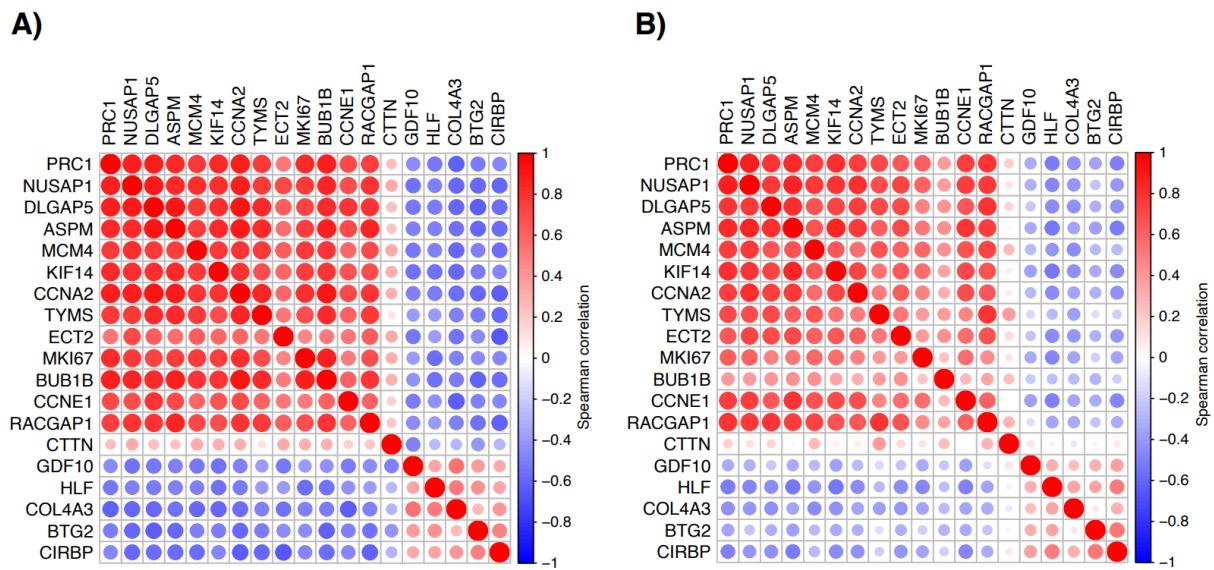 A)
PRC1
NUSAP1
DLGAP5
ASPM
MCM4
KIF14
CCNA2
TYMS
ECT2
MKI67
BUB1B
CCNE1
RACGAP1
CTTN
GDF10
HLF
COL4A3
BTG2
CIRBP
PRC1
NUSAP1
DLGAP5
ASPM
MCM4
KIF14
CCNA2
TYMS
ECT2
MKI67
BUB1B
CCNE1
RACGAP1
CTTN
GDF10
HLF
COL4A3
BTG2
CIRBP
1
0.8
0.6
0.4
0.2
0
−0.2
−0.4
−0.6
−0.8
−1
Spearman correlation
B)
PRC1
NUSAP1
DLGAP5
ASPM
MCM4
KIF14
CCNA2
TYMS
ECT2
MKI67
BUB1B
CCNE1
RACGAP1
CTTN
GDF10
HLF
COL4A3
BTG2
CIRBP
PRC1
NUSAP1
DLGAP5
ASPM
MCM4
KIF14
CCNA2
TYMS
ECT2
MKI67
BUB1B
CCNE1
RACGAP1
CTTN
GDF10
HLF
COL4A3
BTG2
CIRBP
1
0.8
0.6
0.4
0.2
0
−0.2
−0.4
−0.6
−0.8
−1
Spearman correlation